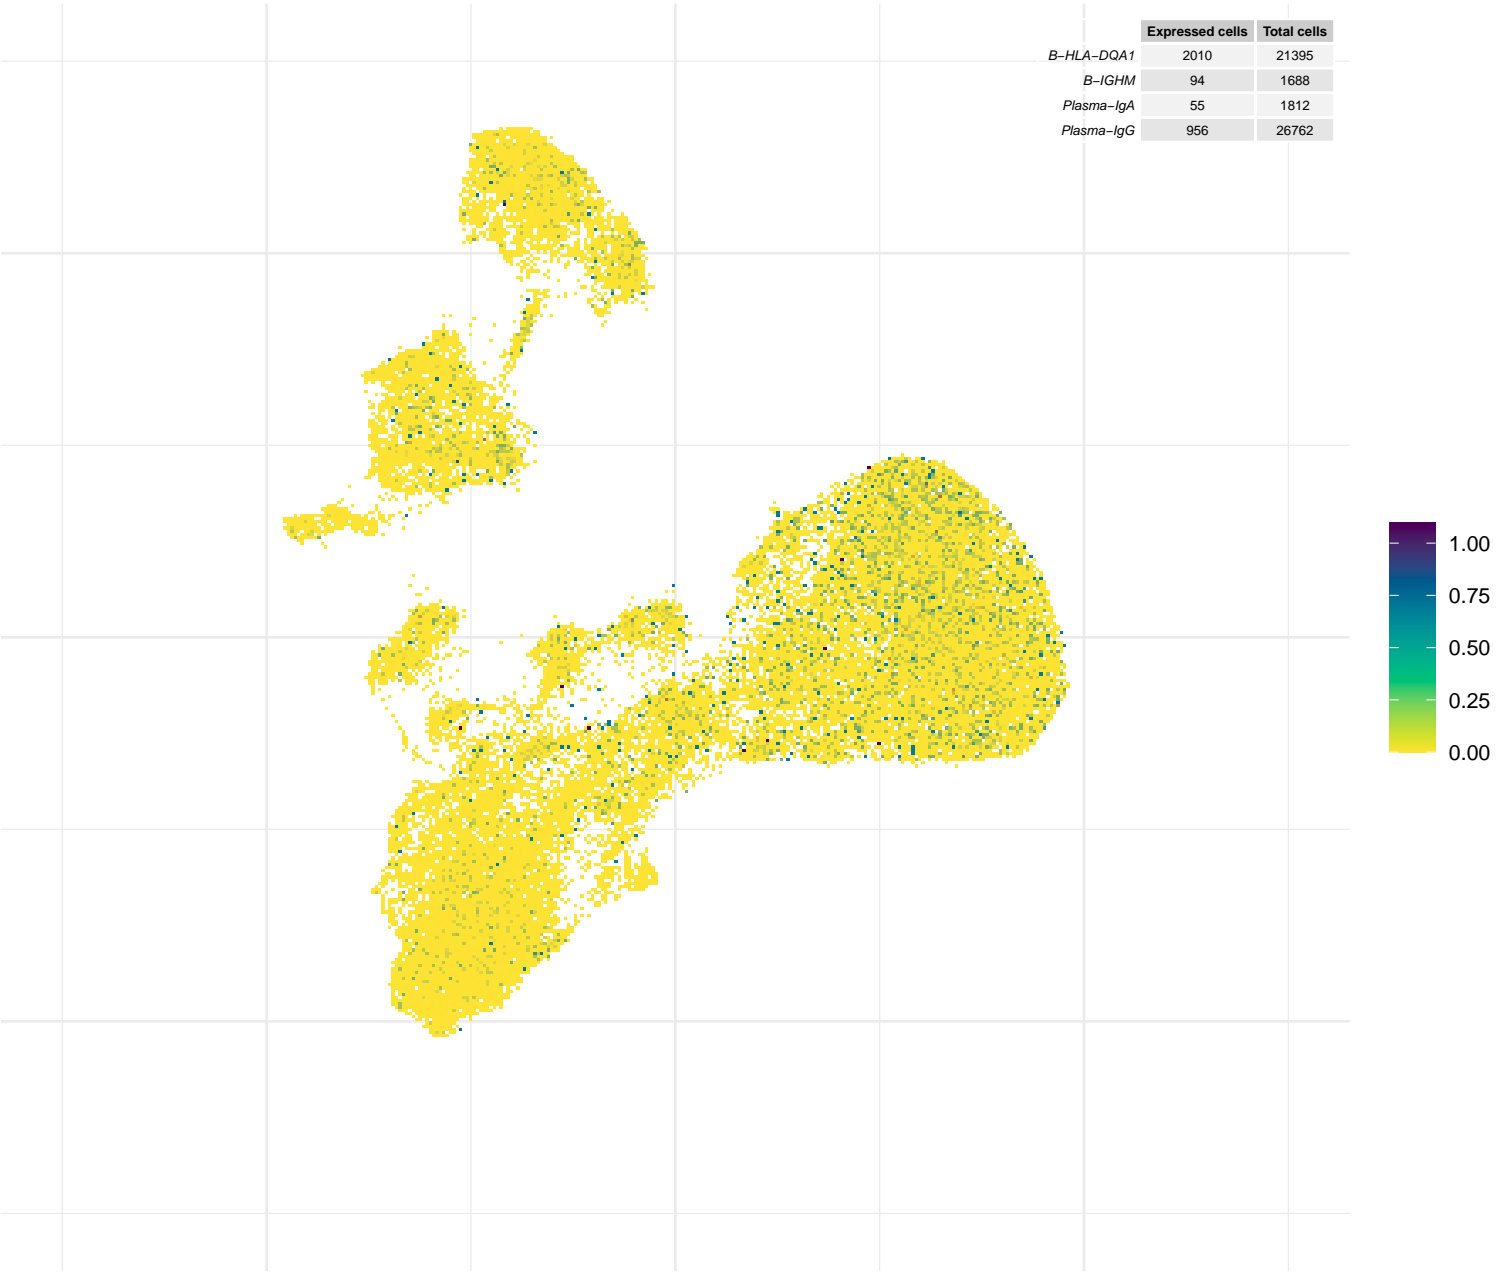 Expressed cells Total cells
B−HLA−DQA1 2010 21395
B−IGHM 94 1688
Plasma−IgA 55 1812
Plasma−IgG 956 26762
1.00
0.75
0.50
0.25
0.00